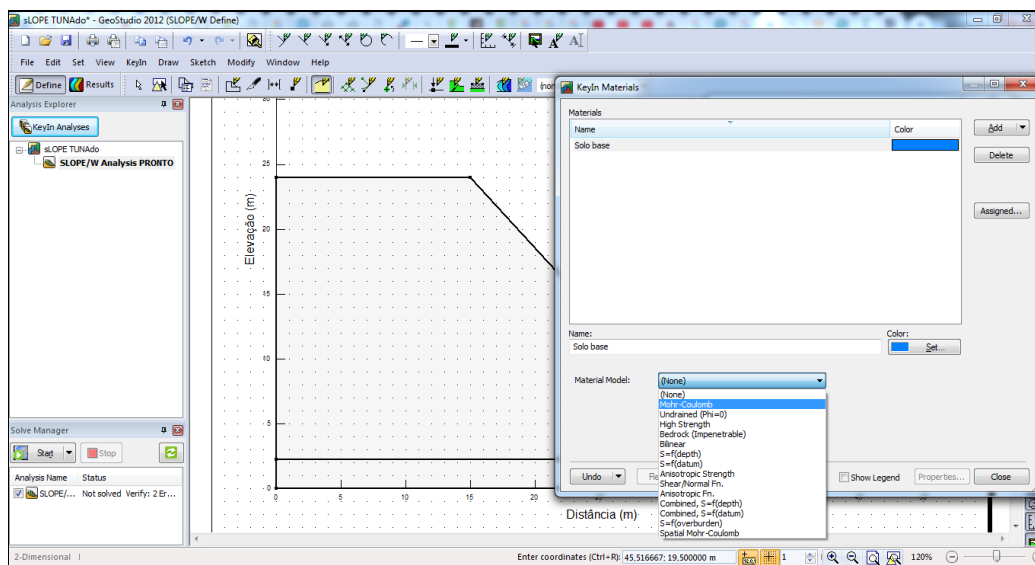 sLOPE TUNAdo* - GeoStudio 2012 (SLOPE/W Define)
File Edit Set View KeyIn Draw Sketch Modify Window Help
Define Results
Analysis Explorer
KeyIn Analyses
sLOPE TUNAdo
SLOPE/W Analysis PRONTO
Solve Manager
Start Stop
Analysis Name Status
SLOPE/... Not solved Verify: 2 Er...
25
20
15
10
5
0
Elevação (m)
0 5 10 15 20
Distância (m)
KeyIn Materials
Materials
Name Color
Solo base
Add
Delete
Assigned...
Name: Color:
Solo base Set...
Material Model: (None)
(None)
Mohr-Coulomb
Undrained (Phi=0)
High Strength
Bedrock (Impenetrable)
Bilinear
S=f(depth)
S=f(datum)
Anisotropic Strength
Shear/Normal Fn.
Anisotropic Fn.
Combined, S=f(depth)
Combined, S=f(datum)
S=f(overburden)
Spatial Mohr-Coulomb
Undo Show Legend Properties... Close
2-Dimensional Enter coordinates (Ctrl+R): 45,516667; 19,500000 m 1 120%